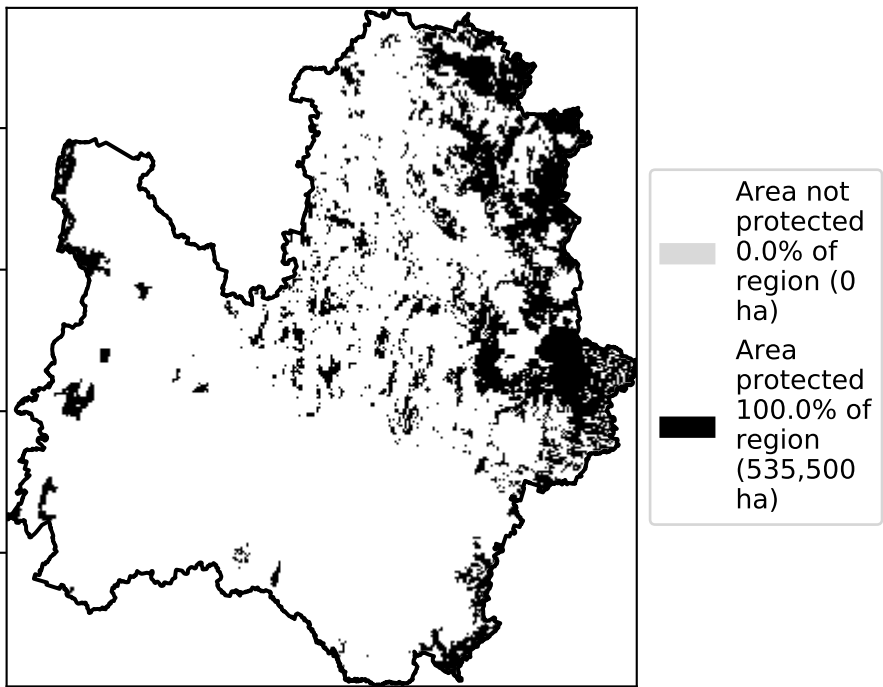 Area not
protected
0.0% of
region (0
ha)
Area
protected
100.0% of
region
(535,500
ha)